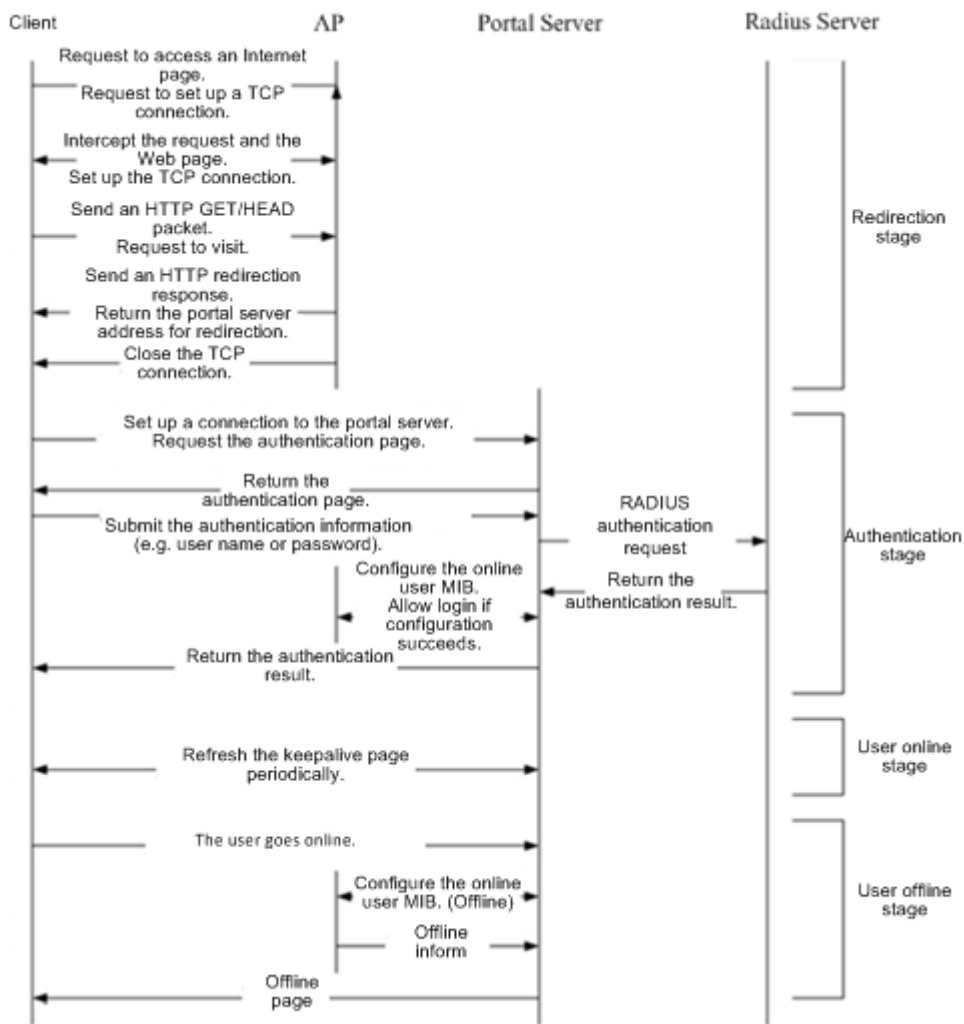 Client
AP
Portal Server
Radius Server
Request to access an Internet
page.
Request to set up a TCP
connection.
Intercept the request and the
Web page.
Set up the TCP connection.
Send an HTTP GET/HEAD
packet.
Request to visit.
Redirection
stage
Send an HTTP redirection
response.
Return the portal server
address for redirection.
Close the TCP
connection.
Set up a connection to the portal server.
Request the authentication page.
Return the
authentication page.
Submit the authentication information
(e.g. user name or password).
RADIUS
authentication
request
Authentication
stage
Configure the online
user MIB.
Allow login if
configuration
succeeds.
Return the
authentication result.
Return the authentication
result.
Refresh the keepalive page
periodically.
User online
stage
The user goes online.
Configure the online
user MIB. (Offline)
User offline
stage
Offline
inform
Offline
page